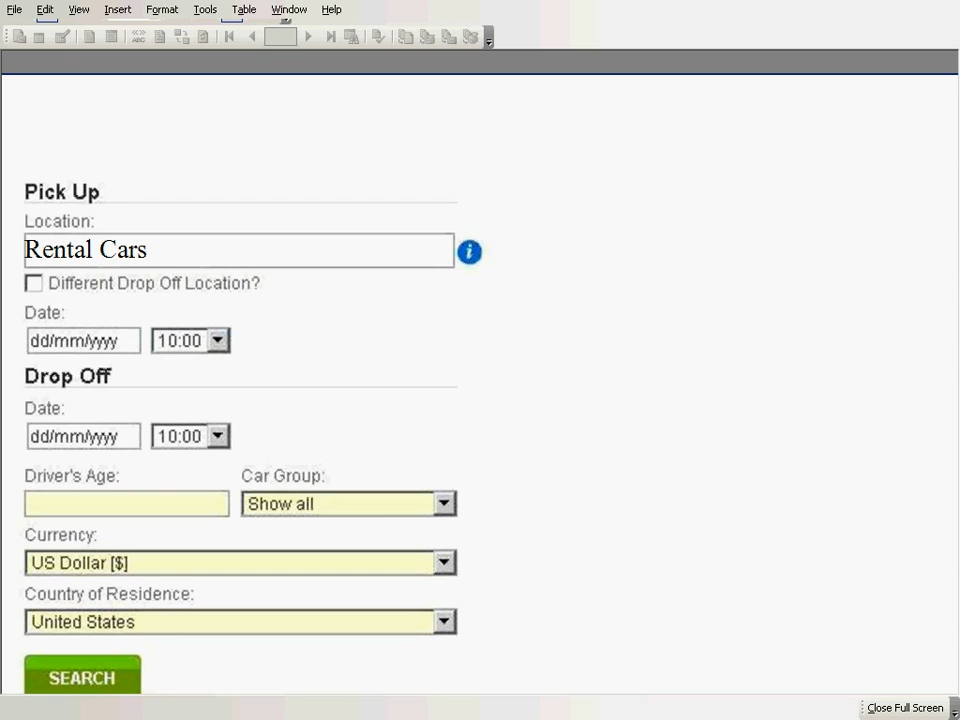 File Edit View Insert Format Tools Table Window Help
Pick Up
Location:
Rental Cars
i
Different Drop Off Location?
Date:
dd/mm/yyyy 10:00
Drop Off
Date:
dd/mm/yyyy 10:00
Driver's Age: Car Group:
Show all
Currency:
US Dollar [$]
Country of Residence:
United States
SEARCH
Close Full Screen